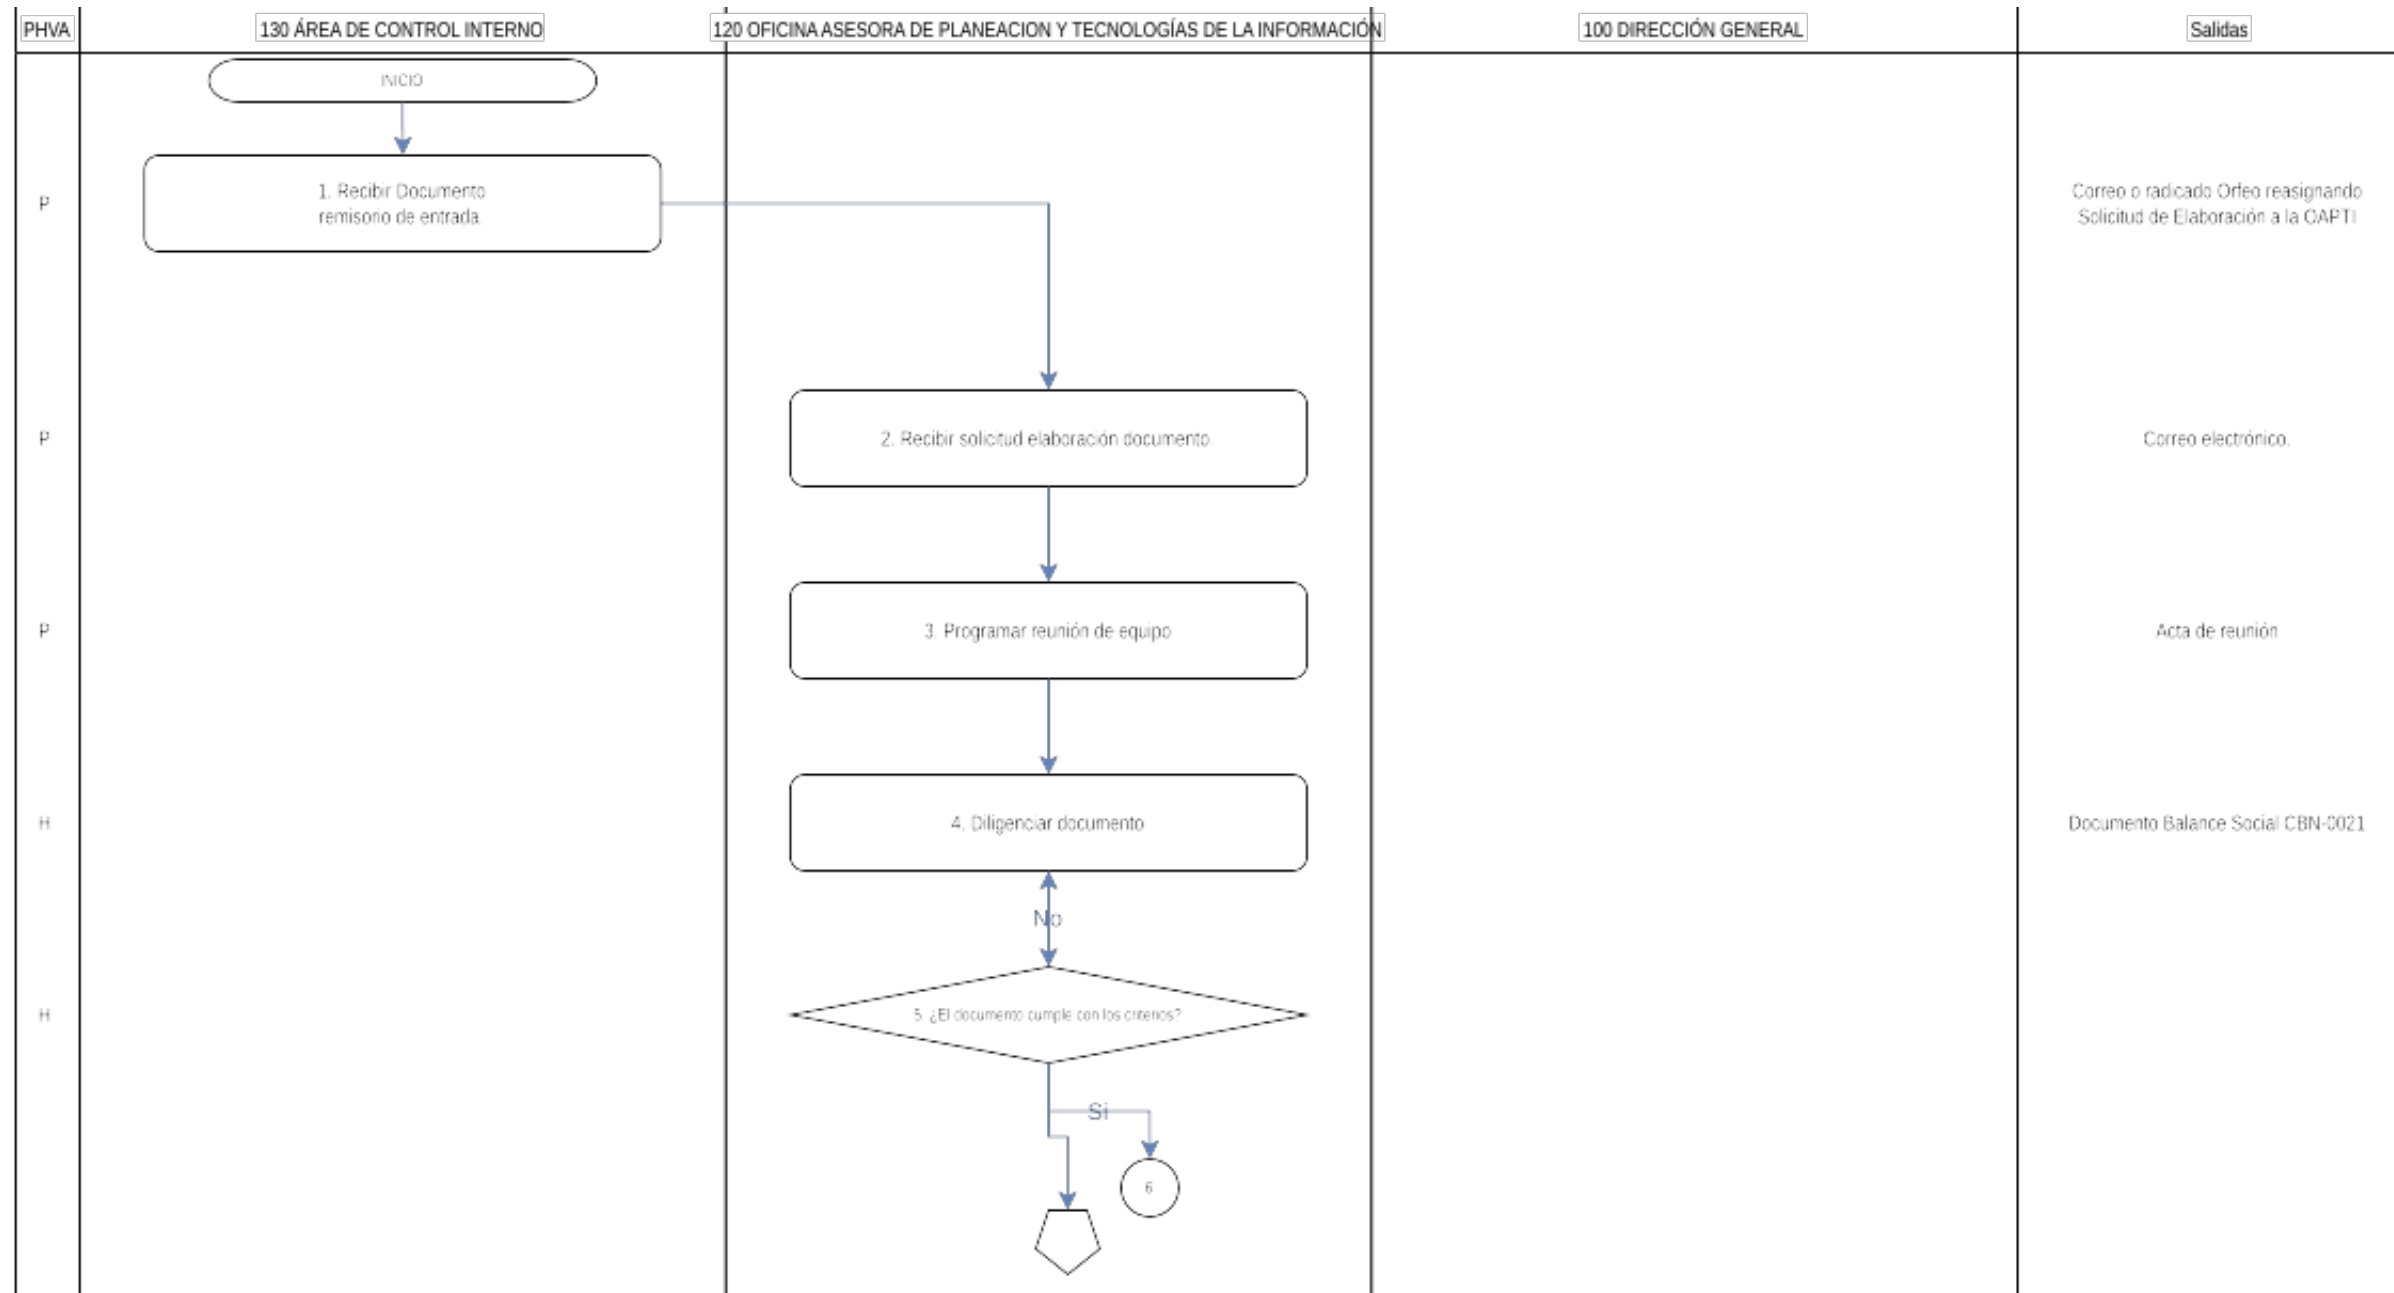 PHVA
130 ÁREA DE CONTROL INTERNO
120 OFICINA ASESORA DE PLANEACION Y TECNOLOGÍAS DE LA INFORMACIÓN
100 DIRECCIÓN GENERAL
Salidas
INICIO
P
1. Recibir Documento
remisorio de entrada.
Correo o radicado Orfeo reasignando
Solicitud de Elaboración a la OAPTI
P
2. Recibir solicitud elaboración documento
Correo electrónico.
P
3. Programar reunión de equipo
Acta de reunión
H
4. Diligenciar documento
Documento Balance Social CBN-0021
No
H
5. ¿El documento cumple con los criterios?
Si
6